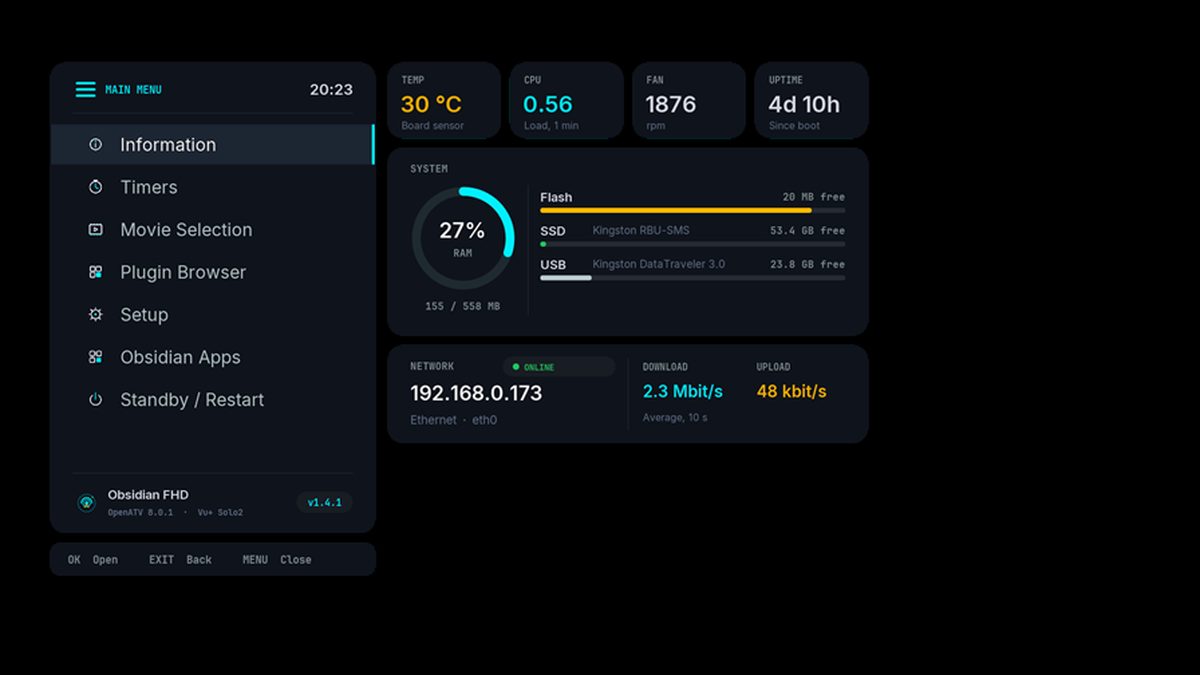 MAIN MENU 20:23
Information
Timers
Movie Selection
Plugin Browser
Setup
Obsidian Apps
Standby / Restart
Obsidian FHD
OpenATV 8.0.1 · Vu+ Solo2
v1.4.1
OK Open EXIT Back MENU Close
TEMP
30 °C
Board sensor
CPU
0.56
Load, 1 min
FAN
1876
rpm
UPTIME
4d 10h
Since boot
SYSTEM
27%
RAM
155 / 558 MB
Flash 20 MB free
SSD Kingston RBU-SMS 53.4 GB free
USB Kingston DataTraveler 3.0 23.8 GB free
NETWORK ONLINE
192.168.0.173
Ethernet · eth0
DOWNLOAD
2.3 Mbit/s
Average, 10 s
UPLOAD
48 kbit/s